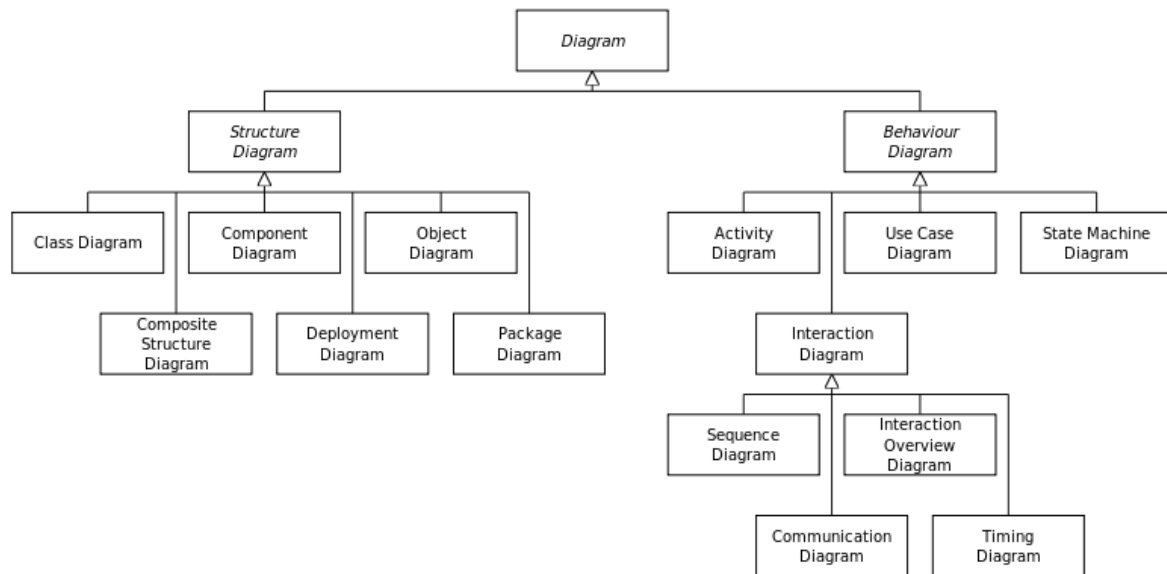 Diagram
Structure
Diagram
Behaviour
Diagram
Class Diagram
Component
Diagram
Object
Diagram
Activity
Diagram
Use Case
Diagram
State Machine
Diagram
Composite
Structure
Diagram
Deployment
Diagram
Package
Diagram
Interaction
Diagram
Sequence
Diagram
Interaction
Overview
Diagram
Communication
Diagram
Timing
Diagram